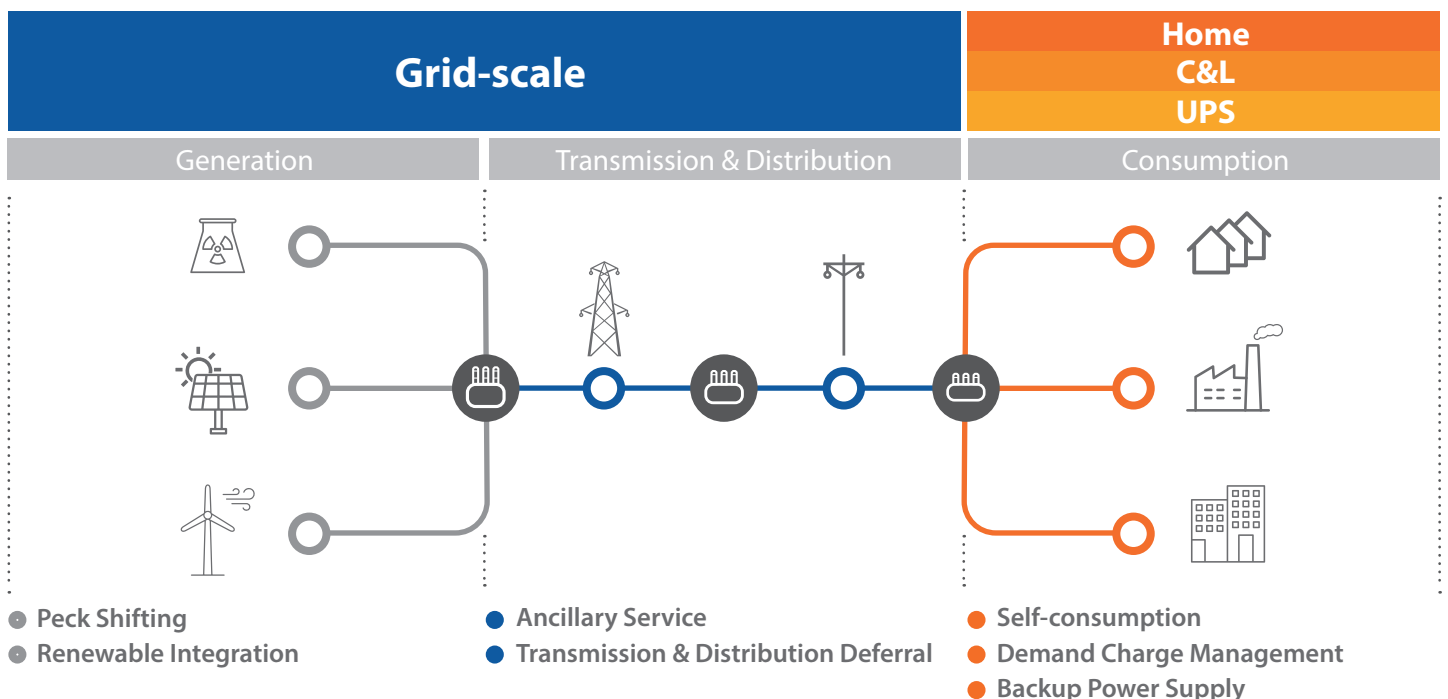 Grid-scale
Home
C&L
UPS
Generation
Transmission & Distribution
Consumption
Peck Shifting
Renewable Integration
Ancillary Service
Transmission & Distribution Deferral
Self-consumption
Demand Charge Management
Backup Power Supply